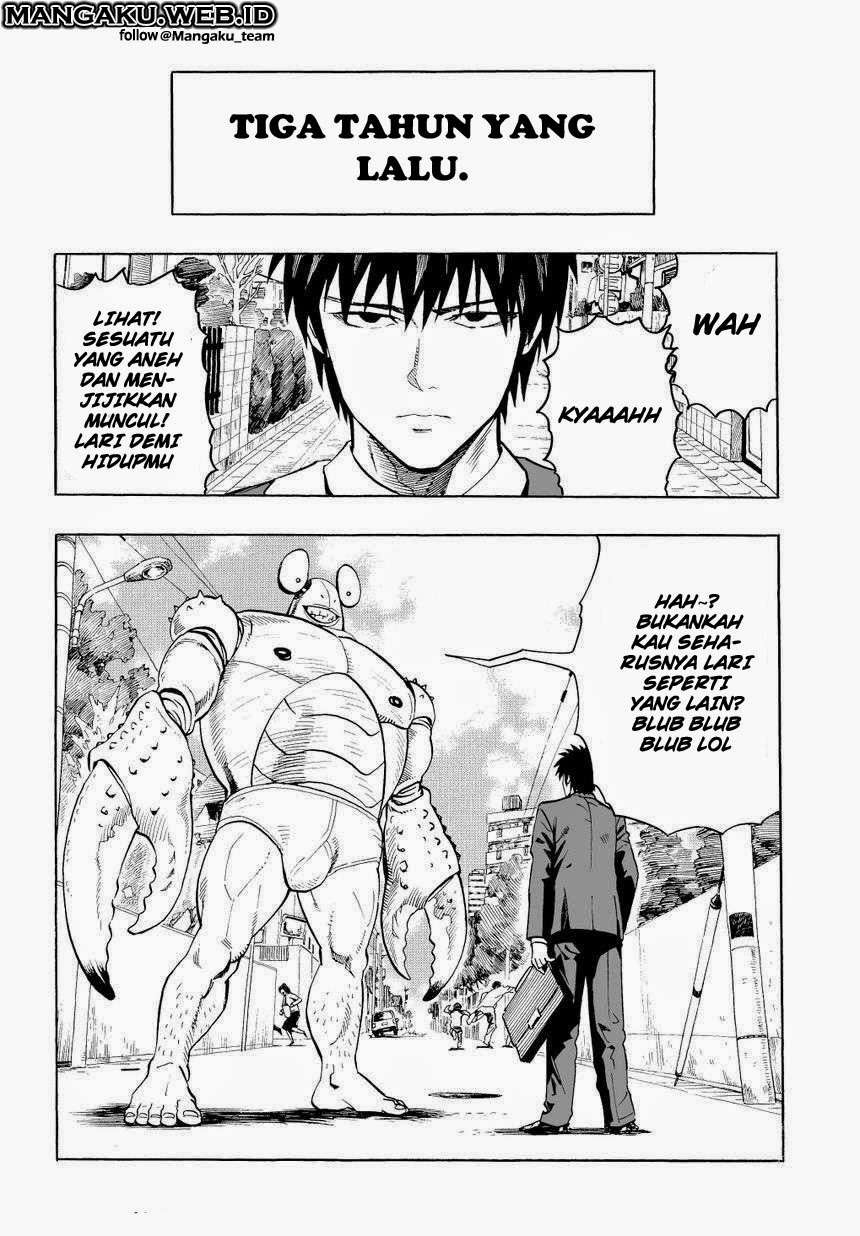 MANGAKU.WEB.ID
follow @Mangaku_team
TIGA TAHUN YANG
LALU.
LIHAT!
SESUATU
YANG ANEH
DAN MEN-
JIJIKKAN
MUNCUL!
LARI DEMI
HIDUPMU
KYAAAHH
WAH
HAH~?
BUKANKAH
KAU SEHA-
RUSNYA LARI
SEPERTI
YANG LAIN?
BLUB BLUB
BLUB LOL